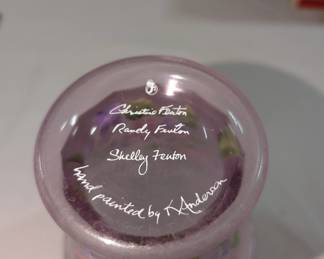 Christine Fenton
Randy Fenton
Shelley Fenton
hand painted by K Anderson